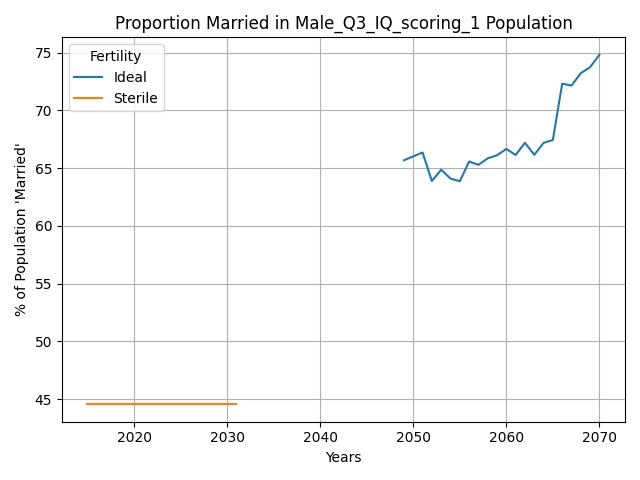 Proportion Married in Male_Q3_IQ_scoring_1 Population
Fertility
Ideal
Sterile
% of Population 'Married'
75
70
65
60
55
50
45
2020 2030 2040 2050 2060 2070
Years